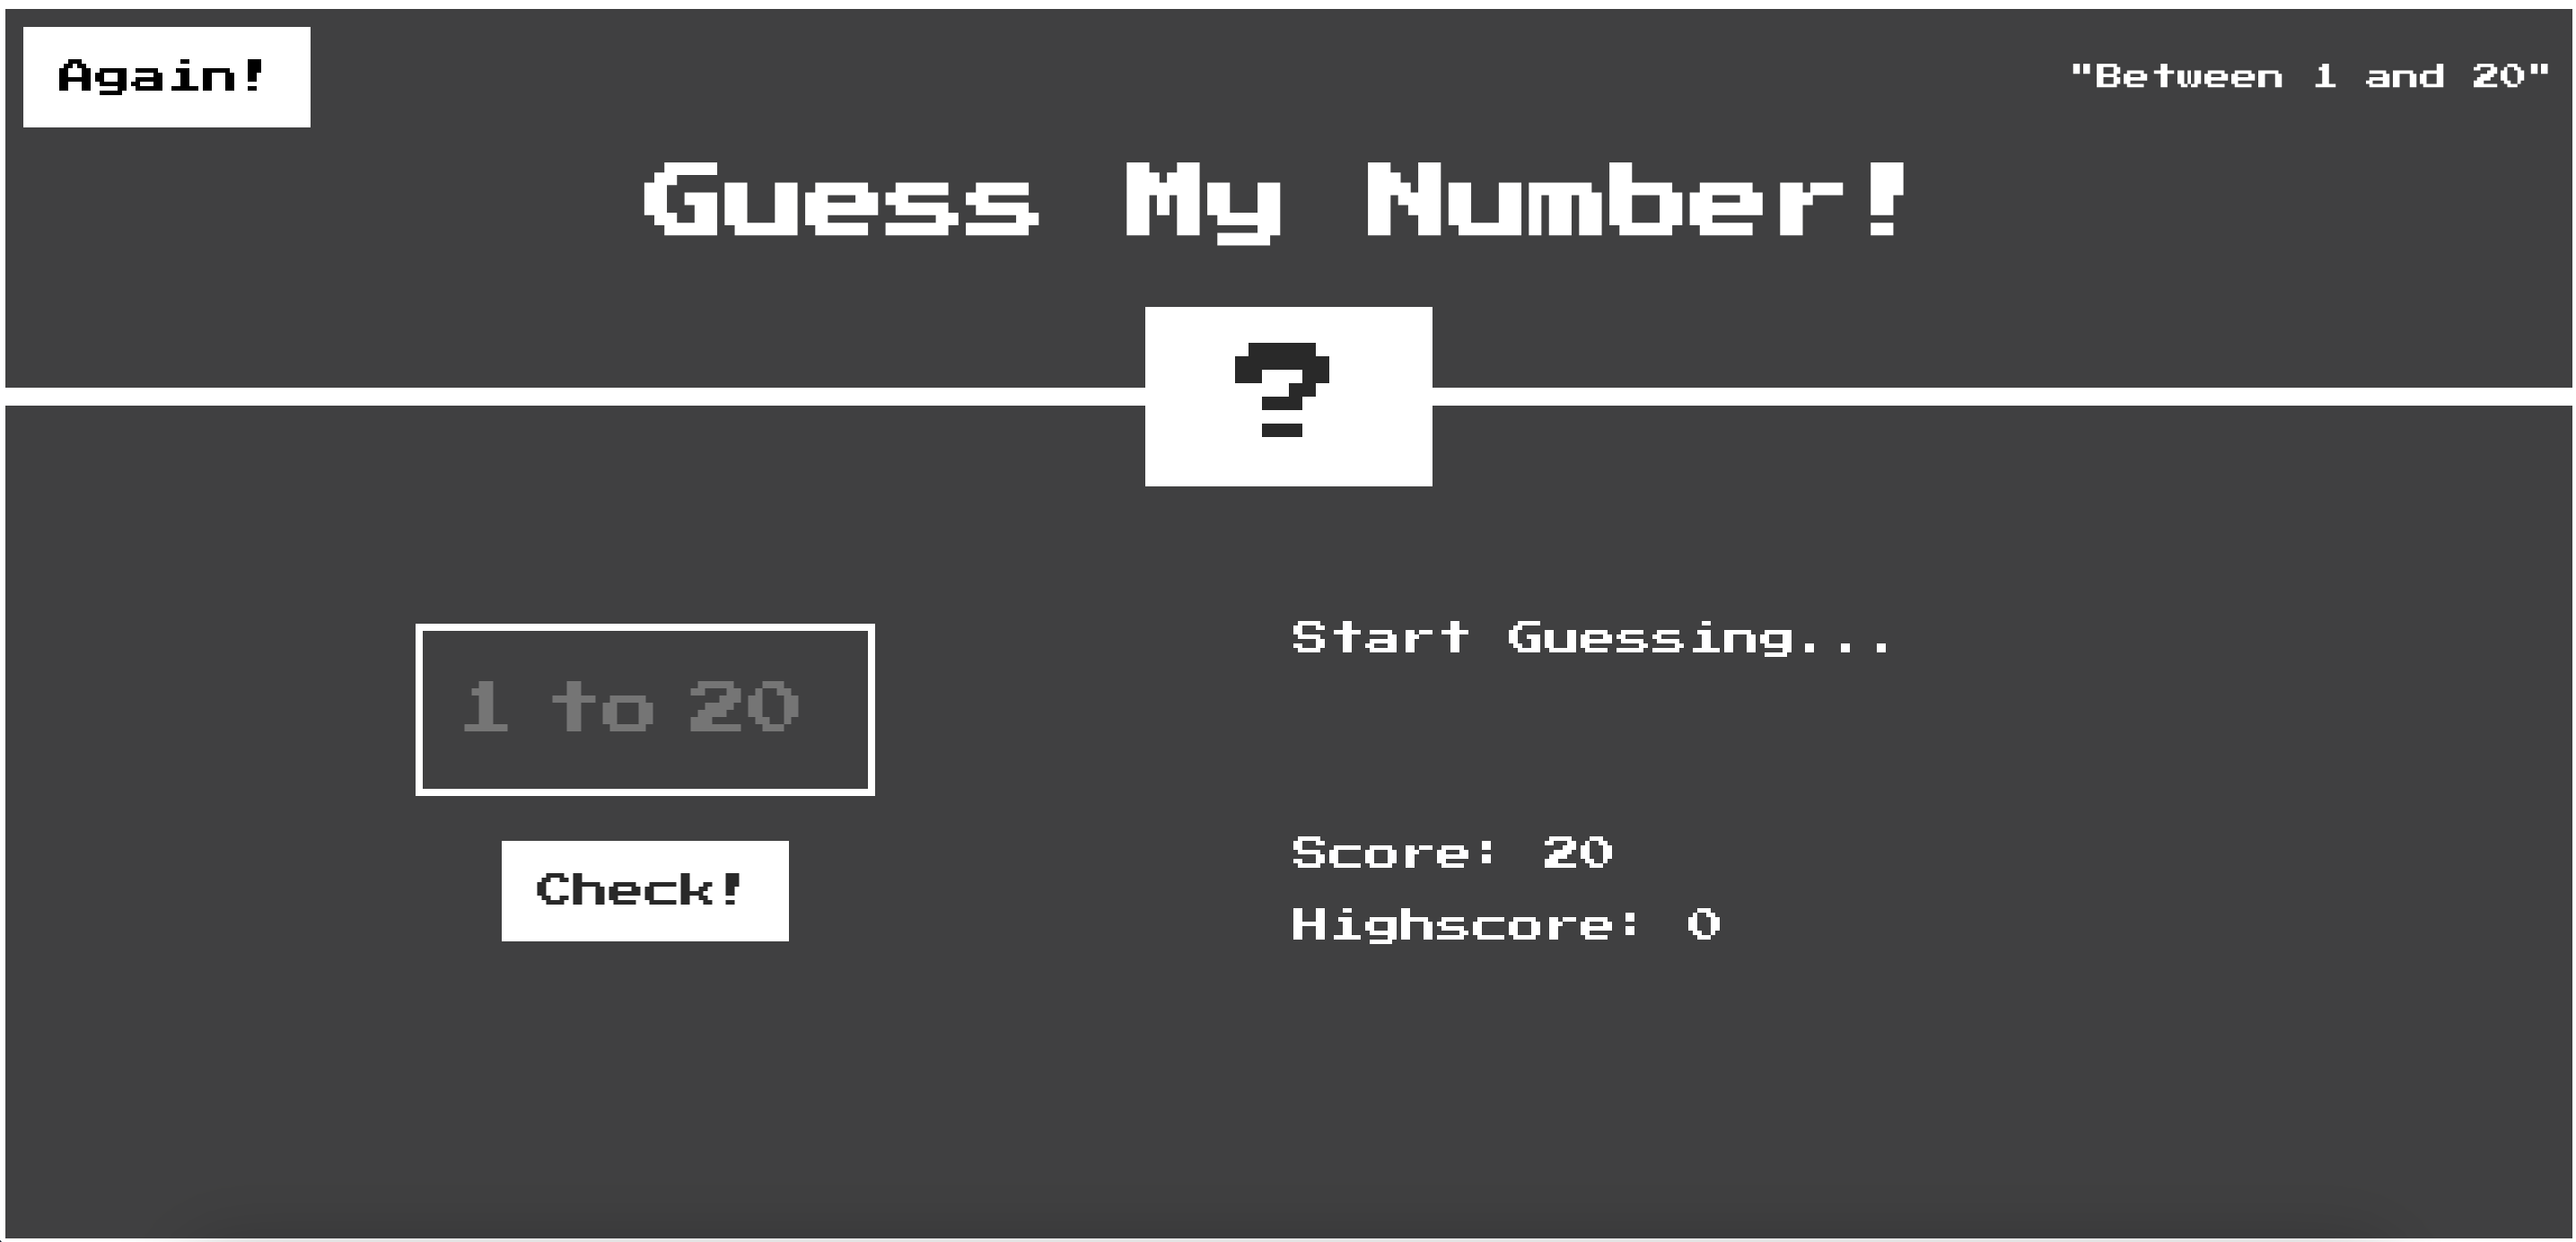 Again!
"Between 1 and 20"
Guess My Number!
?
1 to 20
Check!
Start Guessing...
Score: 20
Highscore: 0